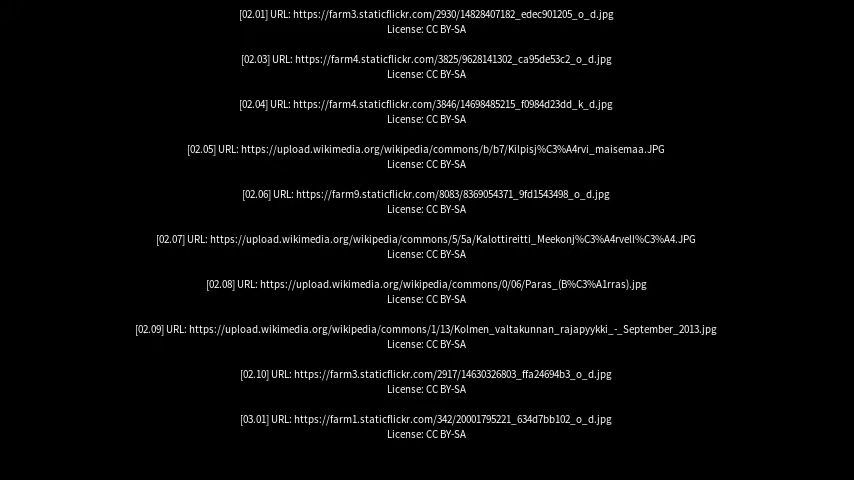 [02.01] URL: https://farm3.staticflickr.com/2930/14828407182_edec901205_o_d.jpg
License: CC BY-SA
[02.03] URL: https://farm4.staticflickr.com/3825/9628141302_ca95de53c2_o_d.jpg
License: CC BY-SA
[02.04] URL: https://farm4.staticflickr.com/3846/14698485215_f0984d23dd_k_d.jpg
License: CC BY-SA
[02.05] URL: https://upload.wikimedia.org/wikipedia/commons/b/b7/Kilpisj%C3%A4rvi_maisemaa.JPG
License: CC BY-SA
[02.06] URL: https://farm9.staticflickr.com/8083/8369054371_9fd1543498_o_d.jpg
License: CC BY-SA
[02.07] URL: https://upload.wikimedia.org/wikipedia/commons/5/5a/Kalottireitti_Meekonj%C3%A4rvell%C3%A4.JPG
License: CC BY-SA
[02.08] URL: https://upload.wikimedia.org/wikipedia/commons/0/06/Paras_(B%C3%A1rras).jpg
License: CC BY-SA
[02.09] URL: https://upload.wikimedia.org/wikipedia/commons/1/13/Kolmen_valtakunnan_rajapyykki_-_September_2013.jpg
License: CC BY-SA
[02.10] URL: https://farm3.staticflickr.com/2917/14630326803_ffa24694b3_o_d.jpg
License: CC BY-SA
[03.01] URL: https://farm1.staticflickr.com/342/20001795221_634d7bb102_o_d.jpg
License: CC BY-SA